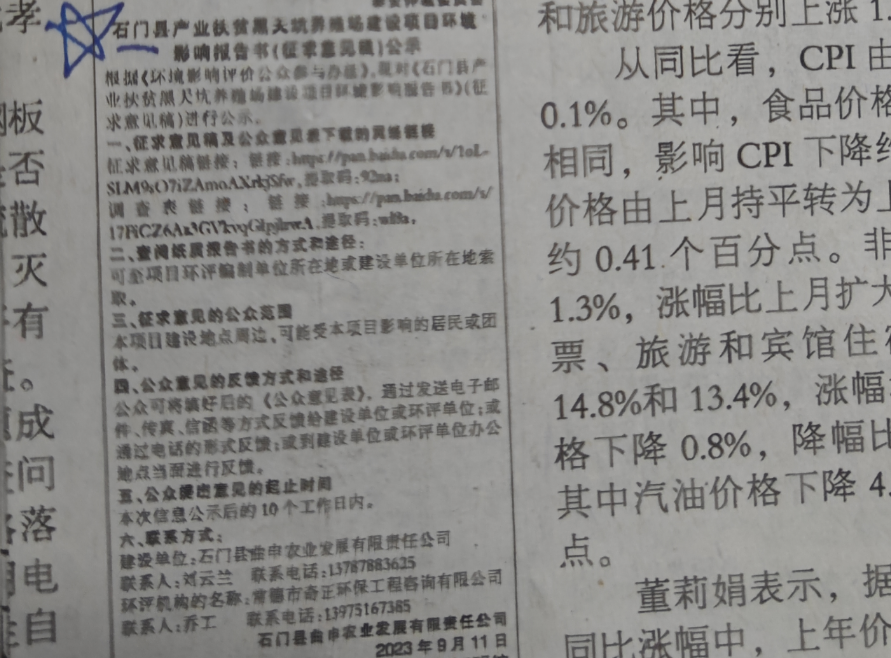 孝
板
否
散
灭
有
。
成
问
落
电
自
石门县产业扶贫黑天坑养殖场建设项目环境
影响报告书(征求意见稿)公示
根据《环境影响评价公众参与办法》,现对《石门县产
业扶贫黑天坑养殖场建设项目环境影响报告书》(征
求意见稿)进行公示。
一、征求意见稿及公众意见表下载的网络链接
征求意见稿链接:链接:https://pan.baidu.com/s/1oL-
提取码:92na;
调查表链接:链接:https://pan.baidu.com/s/
提取码:ud8a。
二、查阅纸质报告书的方式和途径:
可至项目环评编制单位所在地或建设单位所在地索
取。
三、征求意见的公众范围
本项目建设地点周边,可能受本项目影响的居民或团
体。
四、公众意见的反馈方式和途径
公众可将填好后的《公众意见表》,通过发送电子邮
件、传真、信函等方式反馈给建设单位或环评单位;或
通过电话的形式反馈;或到建设单位或环评单位办公
地点当面进行反馈。
五、公众提出意见的起止时间
本次信息公示后的10个工作日内。
六、联系方式:
建设单位:石门县曲申农业发展有限责任公司
联系人:刘云兰 联系电话:13787883625
环评机构的名称:常德市奇正环保工程咨询有限公司
联系人:乔工 联系电话:13975167385
石门县曲申农业发展有限责任公司
2023年9月11日
和旅游价格分别上涨1.
从同比看,CPI由
0.1%。其中,食品价格
相同,影响CPI下降约
价格由上月持平转为上
约0.41个百分点。非
1.3%,涨幅比上月扩大
票、旅游和宾馆住
14.8%和13.4%,涨幅
格下降0.8%,降幅比
其中汽油价格下降4.
点。
董莉娟表示,据
同比涨幅中,上年价